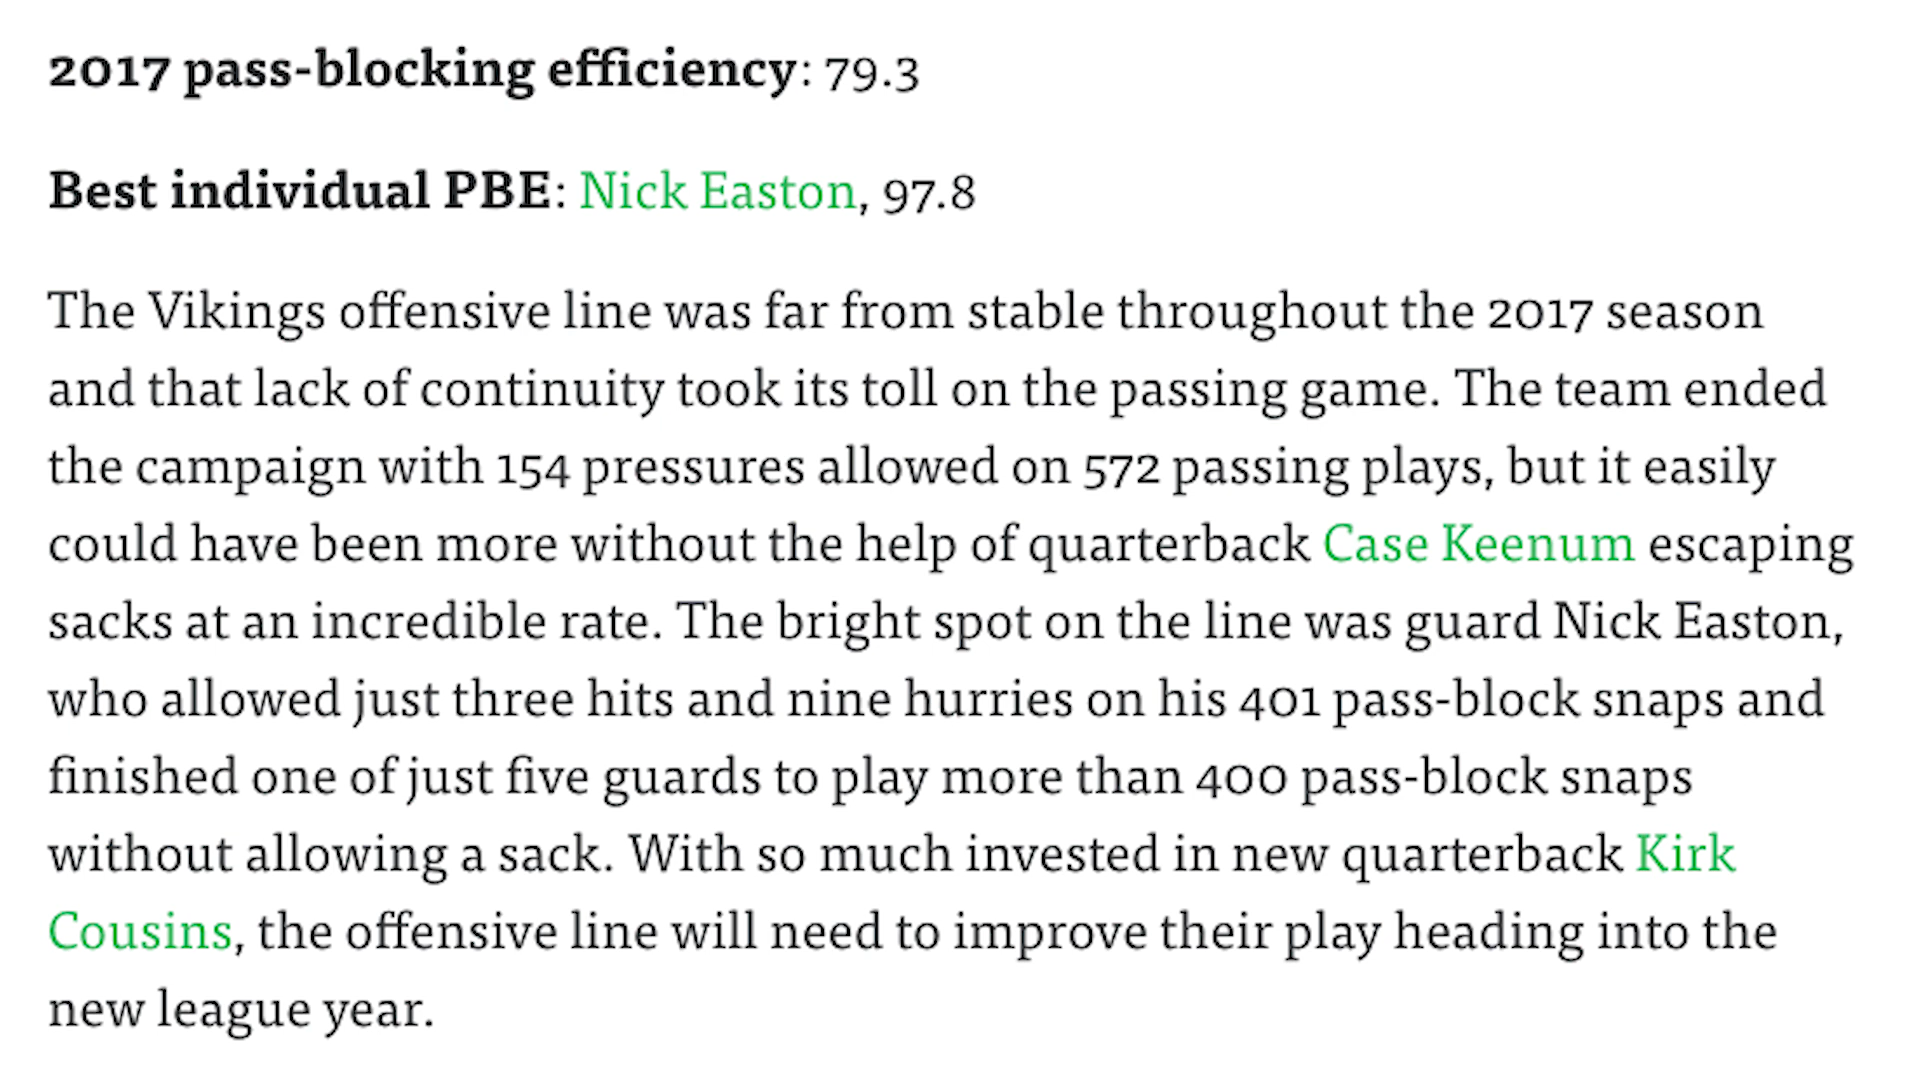 2017 pass-blocking efficiency: 79.3
Best individual PBE: Nick Easton, 97.8
The Vikings offensive line was far from stable throughout the 2017 season
and that lack of continuity took its toll on the passing game. The team ended
the campaign with 154 pressures allowed on 572 passing plays, but it easily
could have been more without the help of quarterback Case Keenum escaping
sacks at an incredible rate. The bright spot on the line was guard Nick Easton,
who allowed just three hits and nine hurries on his 401 pass-block snaps and
finished one of just five guards to play more than 400 pass-block snaps
without allowing a sack. With so much invested in new quarterback Kirk
Cousins, the offensive line will need to improve their play heading into the
new league year.